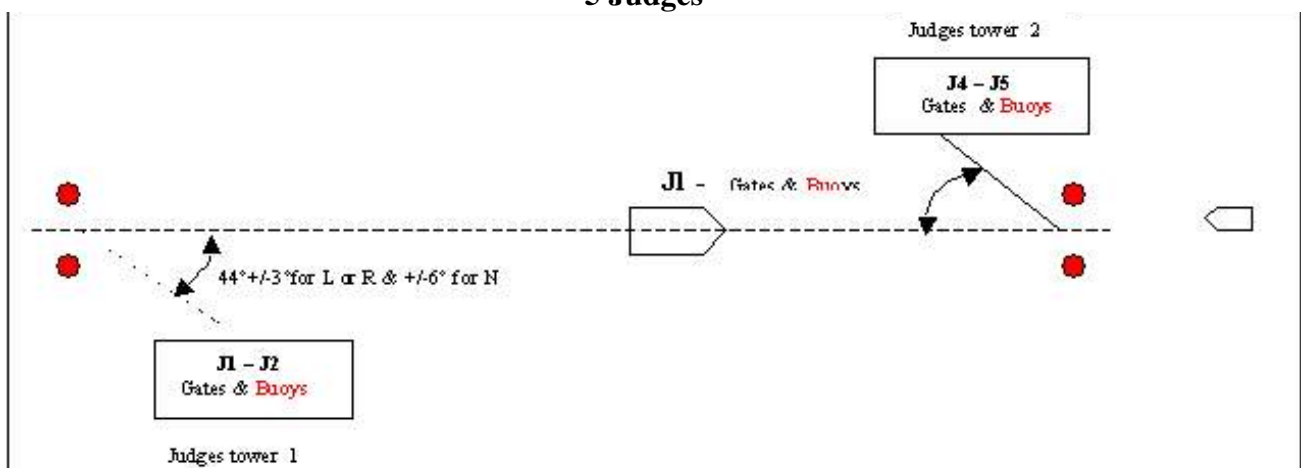 5 Judges
Judges tower 2
J4 – J5
Gates & Buoys
J1 - Gates & Buoys
44°+/-3°for L or R & +/-6° for N
J1 – J2
Gates & Buoys
Judges tower 1